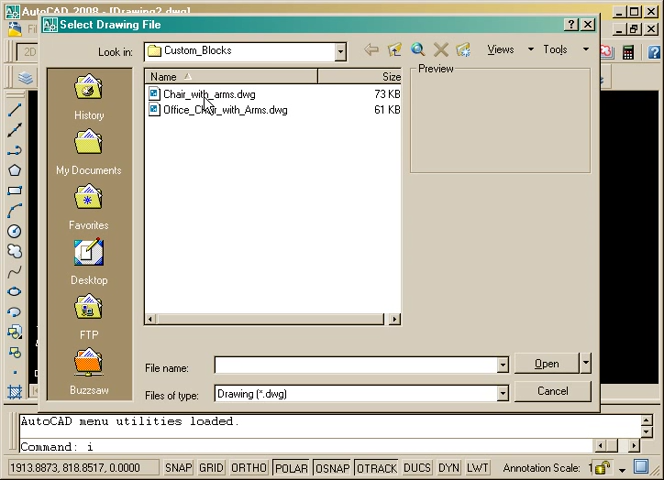 AutoCAD 2008 - [Drawing2.dwg]
Select Drawing File
Look in:
Custom_Blocks
Views
Tools
Name
Size
Preview
Chair_with_arms.dwg
73 KB
Office_Chair_with_Arms.dwg
61 KB
History
My Documents
Favorites
Desktop
FTP
Buzzsaw
File name:
Open
Files of type:
Drawing (*.dwg)
Cancel
AutoCAD menu utilities loaded.
Command: i
1913.8873, 818.8517, 0.0000
SNAP
GRID
ORTHO
POLAR
OSNAP
OTRACK
DUCS
DYN
LWT
Annotation Scale: